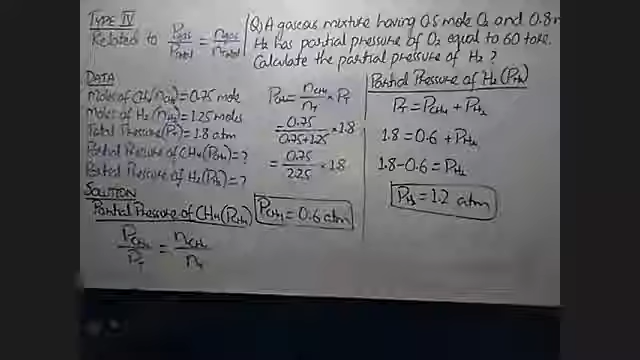 TYPE IV
Related to Pgas/Ptotal = ngas/ntotal
Q) A gaseous mixture having 0.5 mole O₂ and 0.8 m
H₂ has partial pressure of O₂ equal to 60 torr.
Calculate the partial pressure of H₂ ?
DATA
Moles of CH₄(nCH₄)=0.75 mole
Moles of H₂(nH₂)=1.25 moles
Total Pressure(PT)=1.8 atm
Partial Pressure of CH₄(PCH₄)=?
Partial Pressure of H₂(PH₂)=?
SOLUTION
Partial Pressure of CH₄(PCH₄)
PCH₄/PT = nCH₄/nT
PCH₄= nCH₄/nT × PT
= 0.75/0.75+1.25 × 1.8
= 0.75/2.25 × 1.8
PCH₄=0.6 atm
Partial Pressure of H₂(PH₂)
PT = PCH₄ + PH₂
1.8 = 0.6 + PH₂
1.8-0.6 = PH₂
PH₂ = 1.2 atm